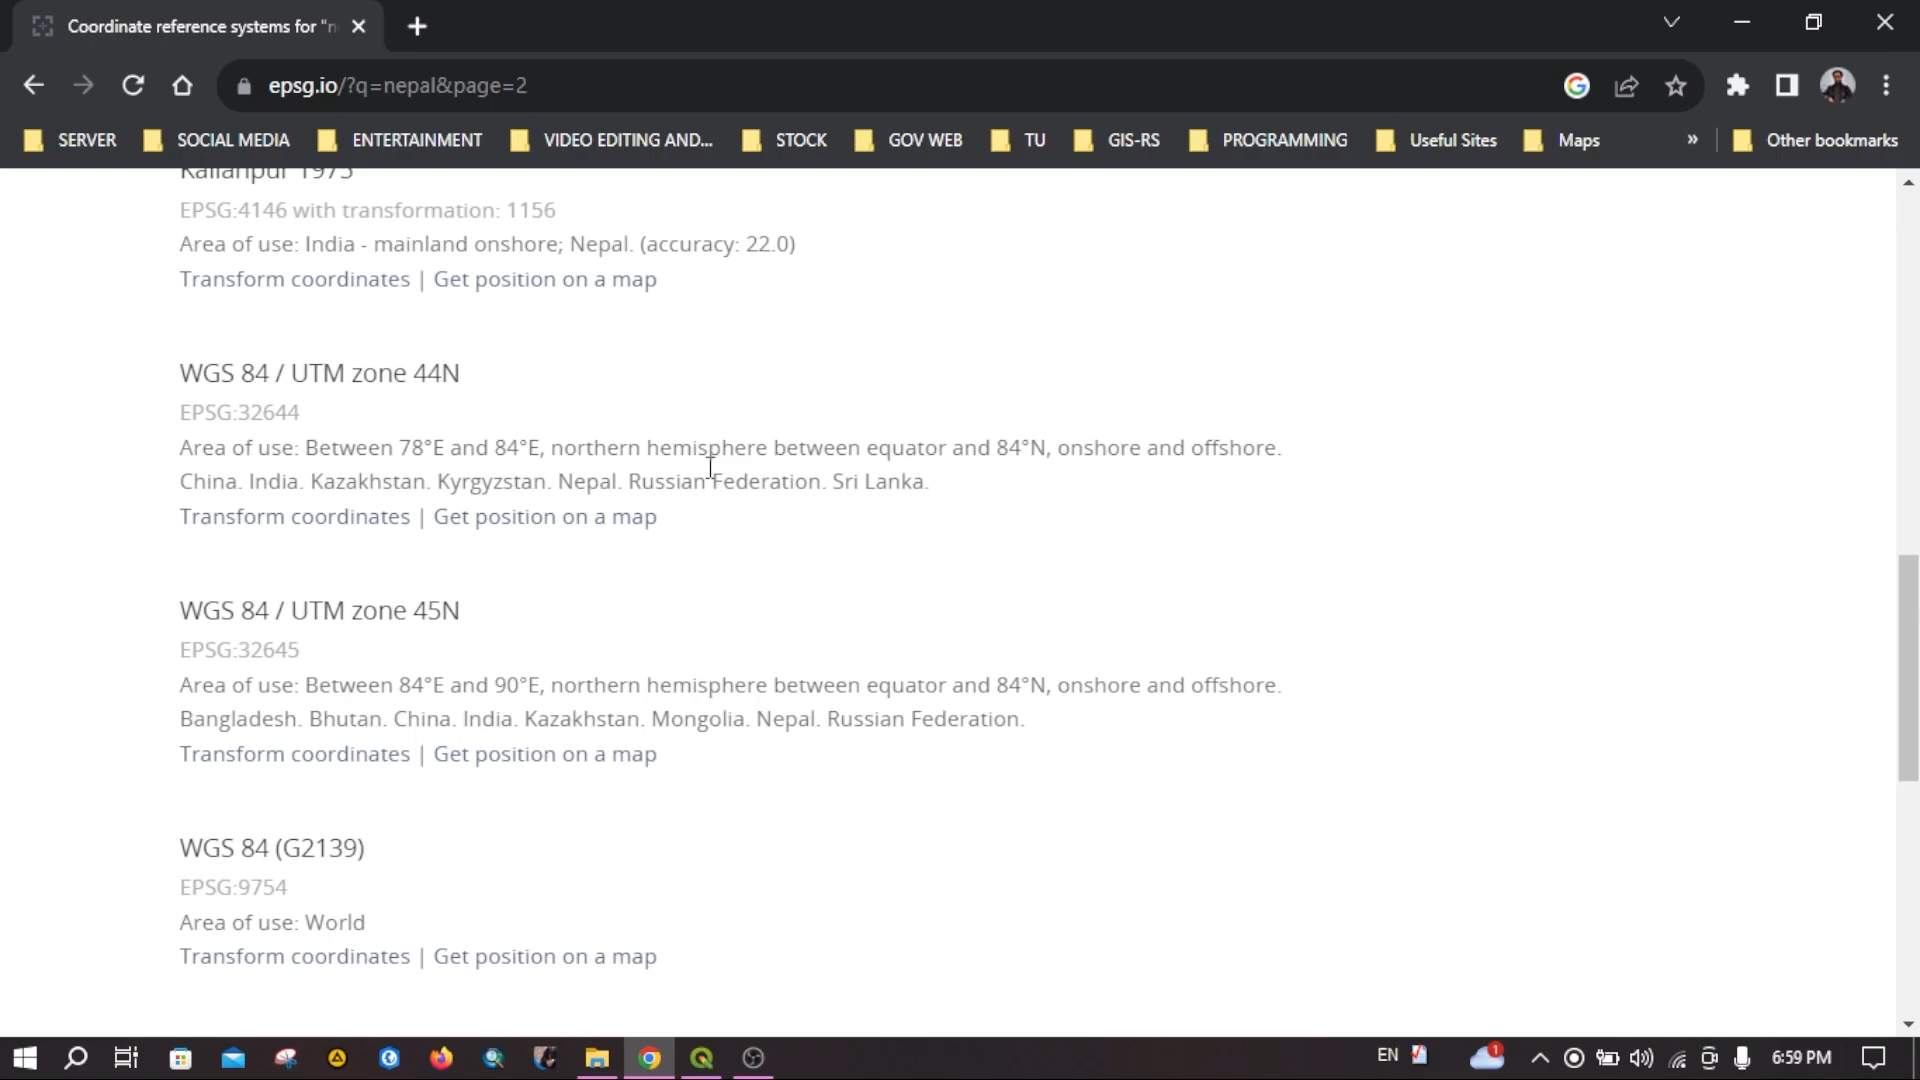 Coordinate reference systems for "n
epsg.io/?q=nepal&page=2
SERVER SOCIAL MEDIA ENTERTAINMENT VIDEO EDITING AND... STOCK GOV WEB TU GIS-RS PROGRAMMING Useful Sites Maps » Other bookmarks
Kalianpur 1975
EPSG:4146 with transformation: 1156
Area of use: India - mainland onshore; Nepal. (accuracy: 22.0)
Transform coordinates | Get position on a map
WGS 84 / UTM zone 44N
EPSG:32644
Area of use: Between 78°E and 84°E, northern hemisphere between equator and 84°N, onshore and offshore.
China. India. Kazakhstan. Kyrgyzstan. Nepal. Russian Federation. Sri Lanka.
Transform coordinates | Get position on a map
WGS 84 / UTM zone 45N
EPSG:32645
Area of use: Between 84°E and 90°E, northern hemisphere between equator and 84°N, onshore and offshore.
Bangladesh. Bhutan. China. India. Kazakhstan. Mongolia. Nepal. Russian Federation.
Transform coordinates | Get position on a map
WGS 84 (G2139)
EPSG:9754
Area of use: World
Transform coordinates | Get position on a map
EN 1 6:59 PM